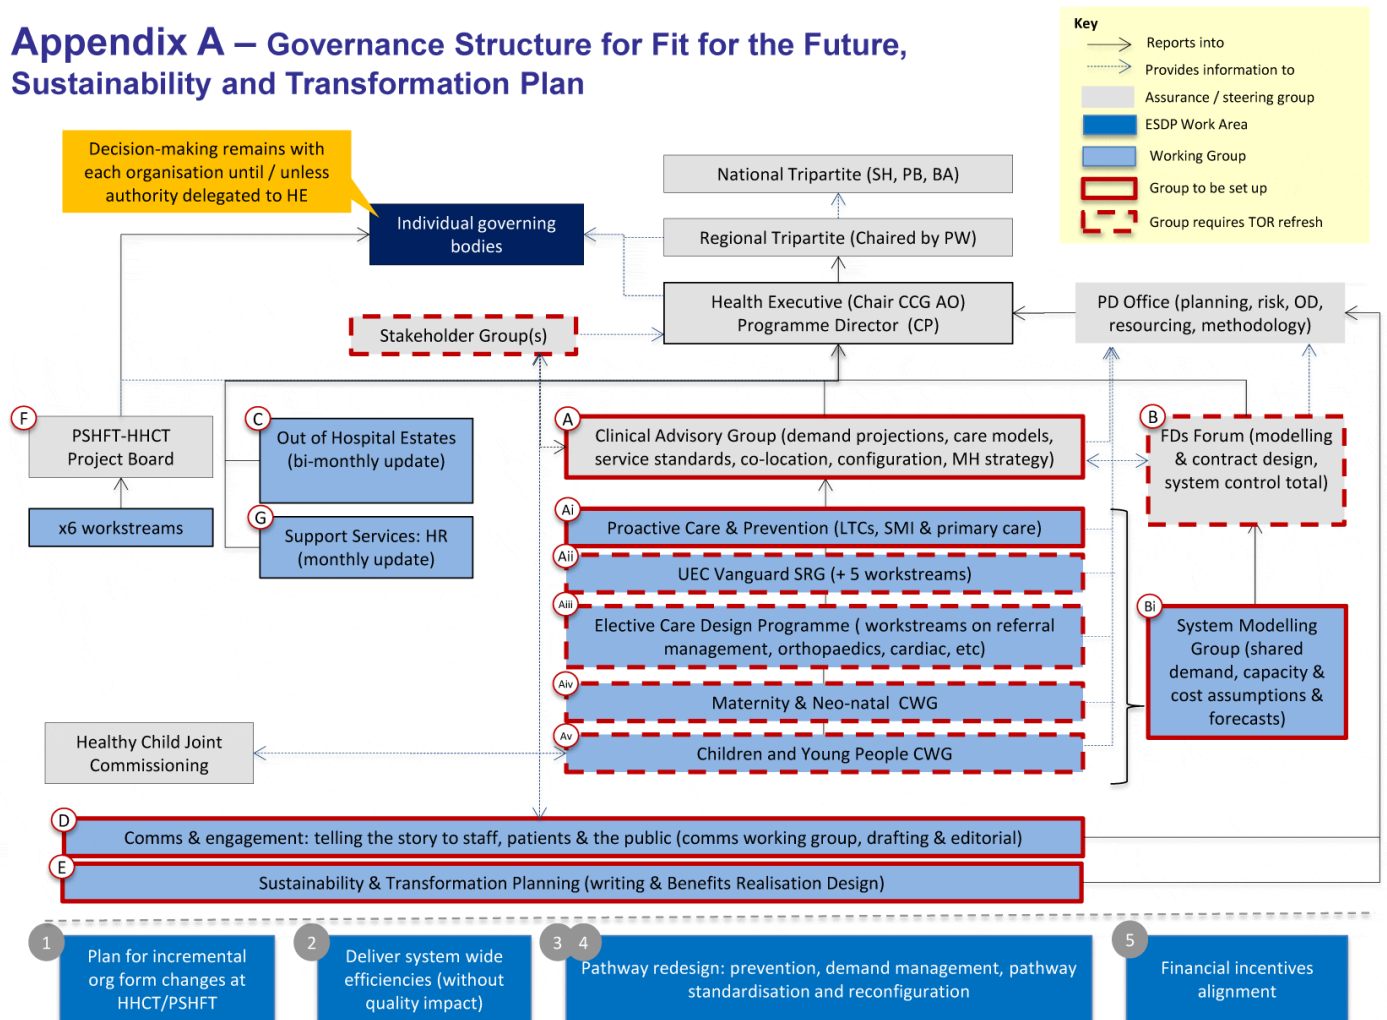 Appendix A – Governance Structure for Fit for the Future,
Sustainability and Transformation Plan
Key
Reports into
Provides information to
Assurance / steering group
ESDP Work Area
Working Group
Group to be set up
Group requires TOR refresh
Decision-making remains with
each organisation until / unless
authority delegated to HE
Individual governing
bodies
National Tripartite (SH, PB, BA)
Regional Tripartite (Chaired by PW)
Health Executive (Chair CCG AO)
Programme Director (CP)
PD Office (planning, risk, OD,
resourcing, methodology)
Stakeholder Group(s)
F
PSHFT-HHCT
Project Board
x6 workstreams
C
Out of Hospital Estates
(bi-monthly update)
G
Support Services: HR
(monthly update)
A
Clinical Advisory Group (demand projections, care models,
service standards, co-location, configuration, MH strategy)
B
FDs Forum (modelling
& contract design,
system control total)
Ai
Proactive Care & Prevention (LTCs, SMI & primary care)
Aii
UEC Vanguard SRG (+ 5 workstreams)
Aiii
Elective Care Design Programme ( workstreams on referral
management, orthopaedics, cardiac, etc)
Aiv
Maternity & Neo-natal CWG
Av
Children and Young People CWG
Bi
System Modelling
Group (shared
demand, capacity &
cost assumptions &
forecasts)
Healthy Child Joint
Commissioning
D
Comms & engagement: telling the story to staff, patients & the public (comms working group, drafting & editorial)
E
Sustainability & Transformation Planning (writing & Benefits Realisation Design)
1
Plan for incremental
org form changes at
HHCT/PSHFT
2
Deliver system wide
efficiencies (without
quality impact)
3 4
Pathway redesign: prevention, demand management, pathway
standardisation and reconfiguration
5
Financial incentives
alignment